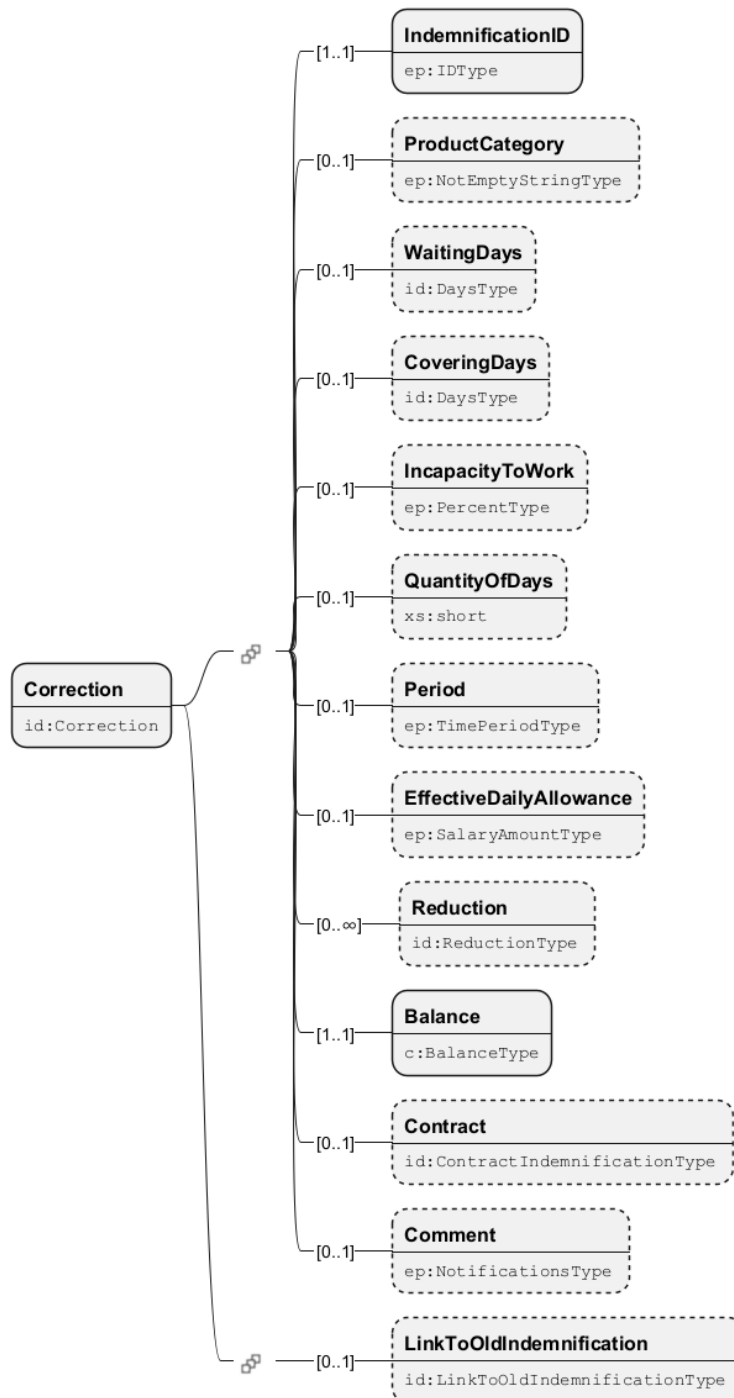 [1..1]
IndemnificationID
ep:IDType
[0..1]
ProductCategory
ep:NotEmptyStringType
[0..1]
WaitingDays
id:DaysType
[0..1]
CoveringDays
id:DaysType
[0..1]
IncapacityToWork
ep:PercentType
[0..1]
QuantityOfDays
xs:short
Correction
id:Correction
[0..1]
Period
ep:TimePeriodType
[0..1]
EffectiveDailyAllowance
ep:SalaryAmountType
[0..∞]
Reduction
id:ReductionType
[1..1]
Balance
c:BalanceType
[0..1]
Contract
id:ContractIndemnificationType
[0..1]
Comment
ep:NotificationsType
[0..1]
LinkToOldIndemnification
id:LinkToOldIndemnificationType